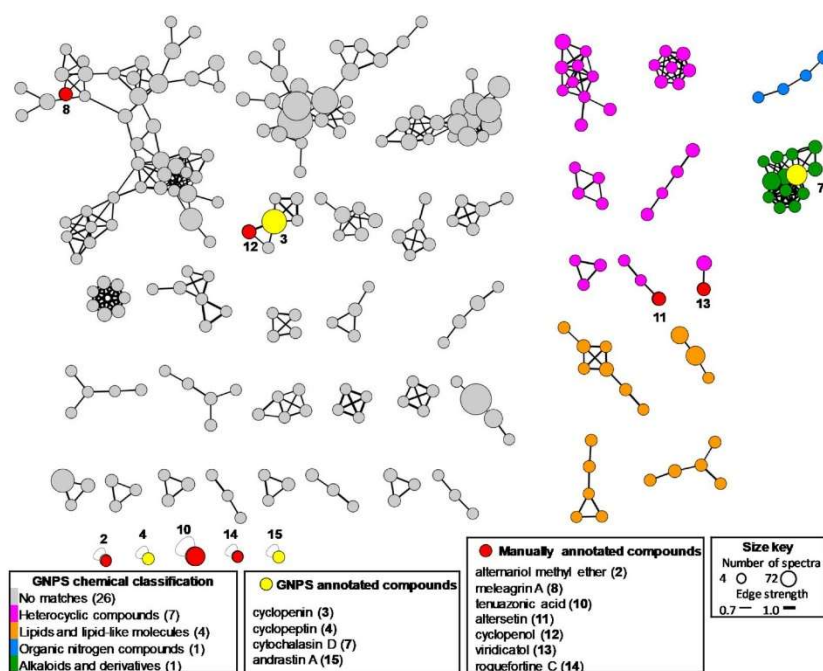 8
12
3
7
11
13
2
4
10
14
15
GNPS chemical classification
No matches (26)
Heterocyclic compounds (7)
Lipids and lipid-like molecules (4)
Organic nitrogen compounds (1)
Alkaloids and derivatives (1)
GNPS annotated compounds
cyclopenin (3)
cyclopeptin (4)
cytochalasin D (7)
andrastin A (15)
Manually annotated compounds
alternariol methyl ether (2)
meleagrin A (8)
tenuazonic acid (10)
altersetin (11)
cyclopenol (12)
viridicatol (13)
roquefortine C (14)
Size key
Number of spectra
4 72
Edge strength
0.7 1.0